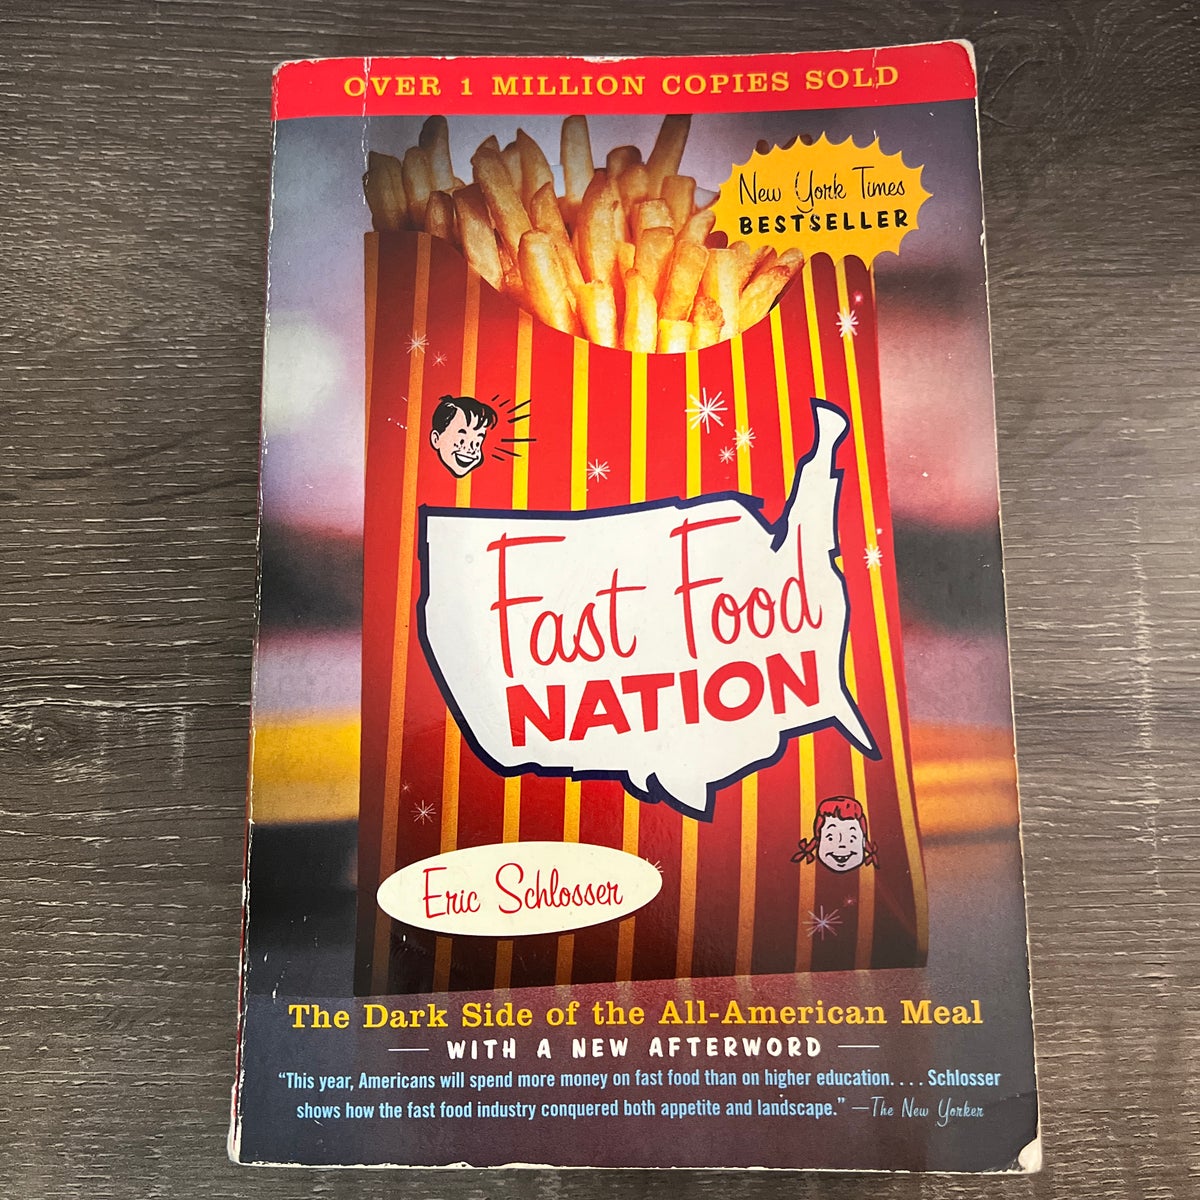 OVER 1 MILLION COPIES SOLD
New York Times
BESTSELLER
Fast Food
NATION
Eric Schlosser
The Dark Side of the All-American Meal
WITH A NEW AFTERWORD
“This year, Americans will spend more money on fast food than on higher education. . . . Schlosser
shows how the fast food industry conquered both appetite and landscape.” —The New Yorker